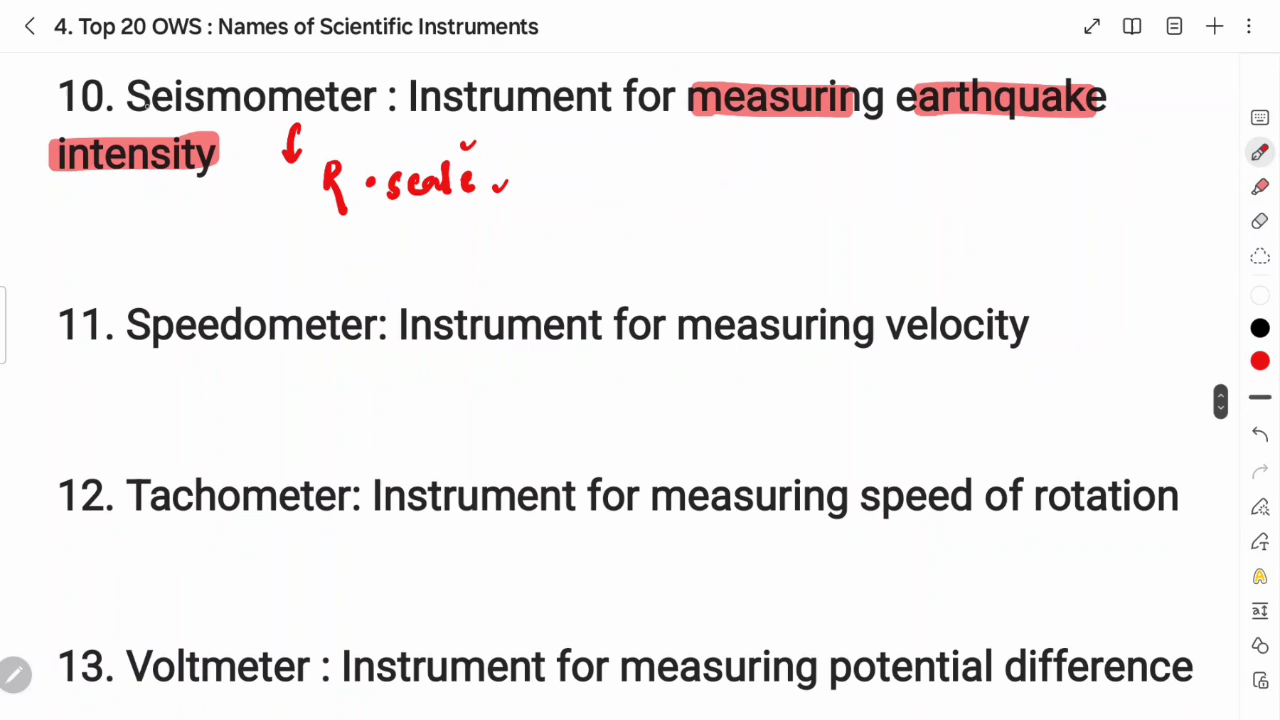 4. Top 20 OWS : Names of Scientific Instruments
10. Seismometer : Instrument for measuring earthquake
intensity
R. scale
11. Speedometer: Instrument for measuring velocity
12. Tachometer: Instrument for measuring speed of rotation
13. Voltmeter : Instrument for measuring potential difference